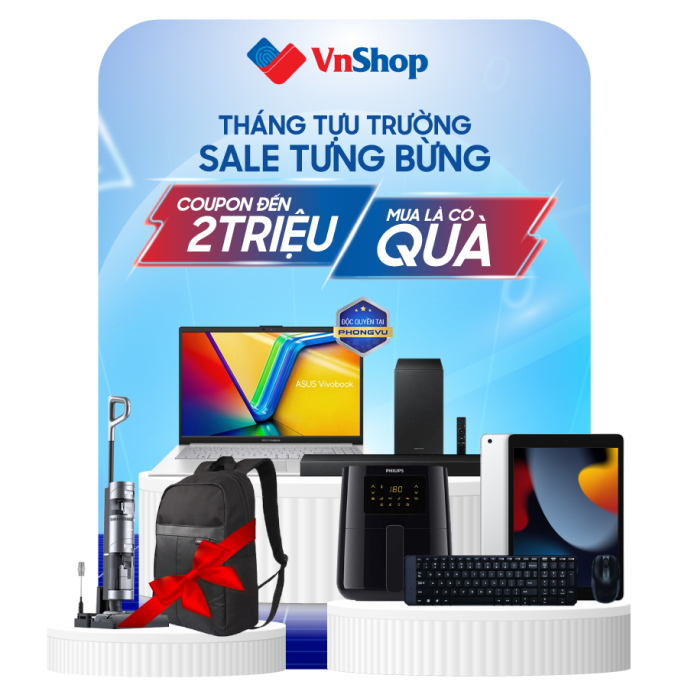 VnShop
THÁNG TỰU TRƯỜNG
SALE TƯNG BỪNG
COUPON ĐẾN
2TRIỆU
MUA LÀ CÓ
QUÀ
ĐỘC QUYỀN TẠI
PHONGVU
ASUS Vivobook
PHILIPS
180